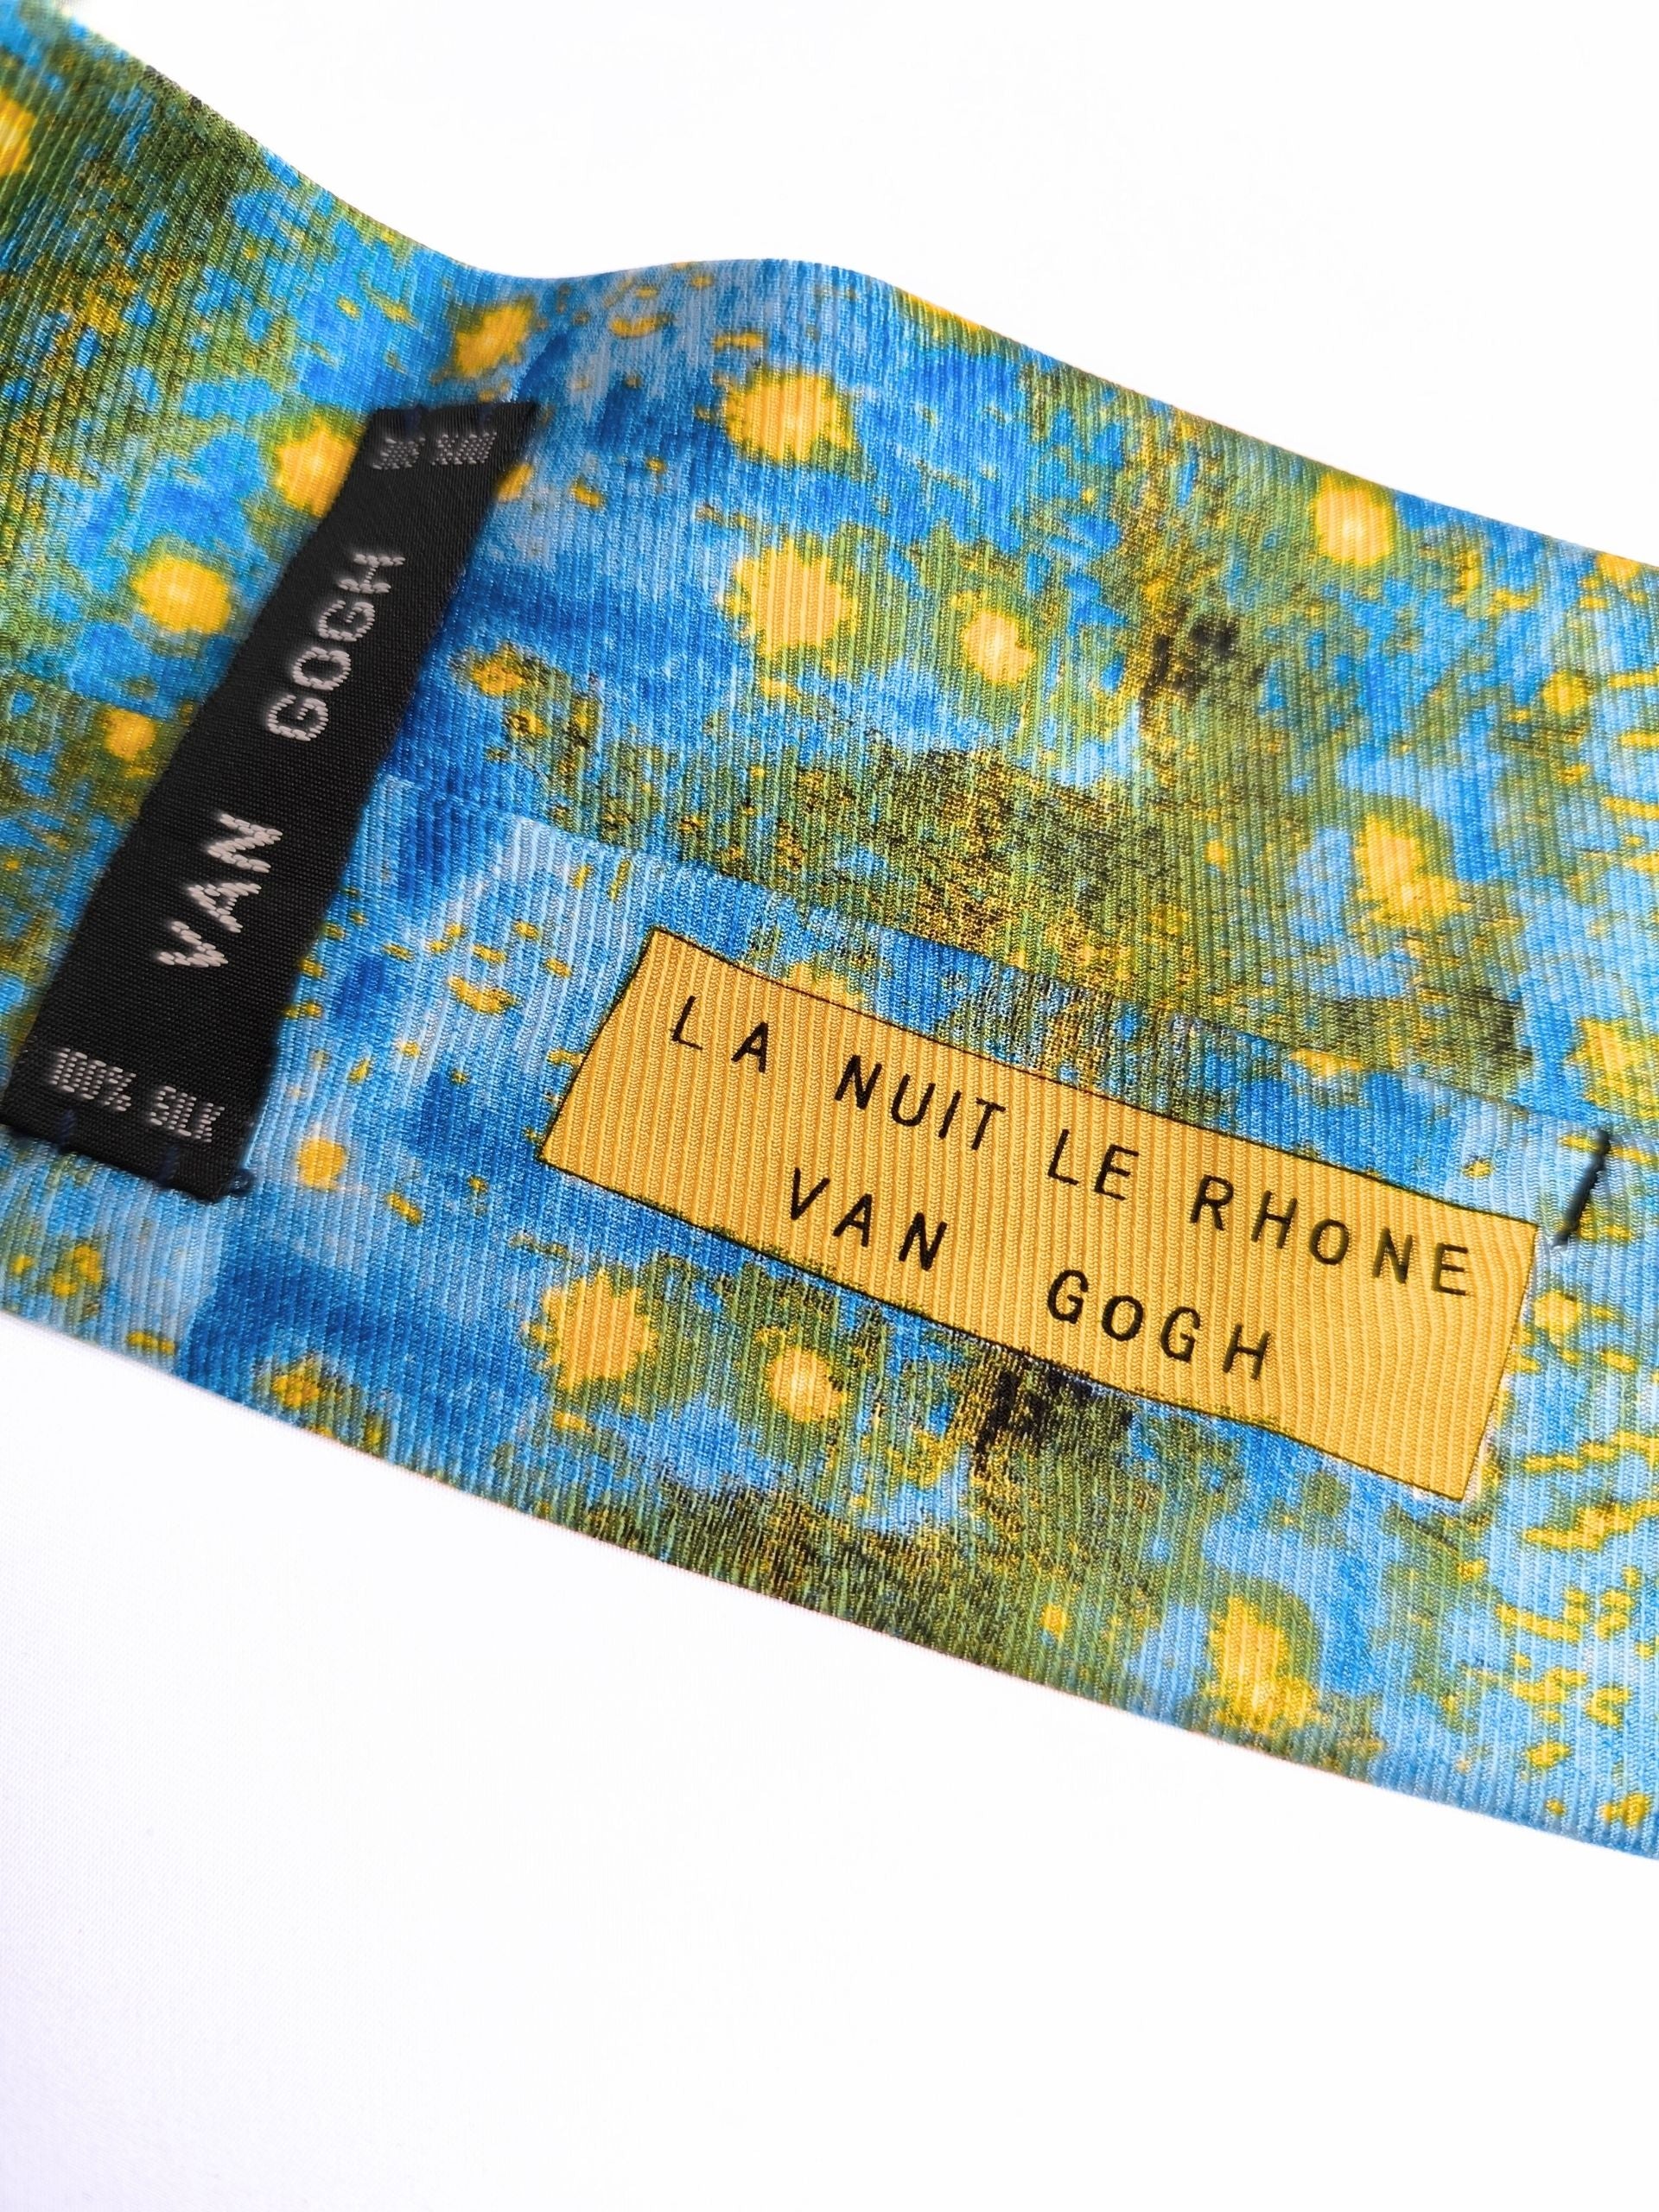 VAN GOGH
100% SILK
LA NUIT LE RHONE
VAN GOGH